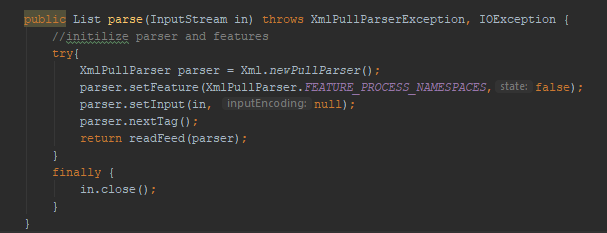 public List parse(InputStream in) throws XmlPullParserException, IOException {
//initilize parser and features
try{
XmlPullParser parser = Xml.newPullParser();
parser.setFeature(XmlPullParser.FEATURE_PROCESS_NAMESPACES, state: false);
parser.setInput(in, inputEncoding: null);
parser.nextTag();
return readFeed(parser);
}
finally {
in.close();
}
}